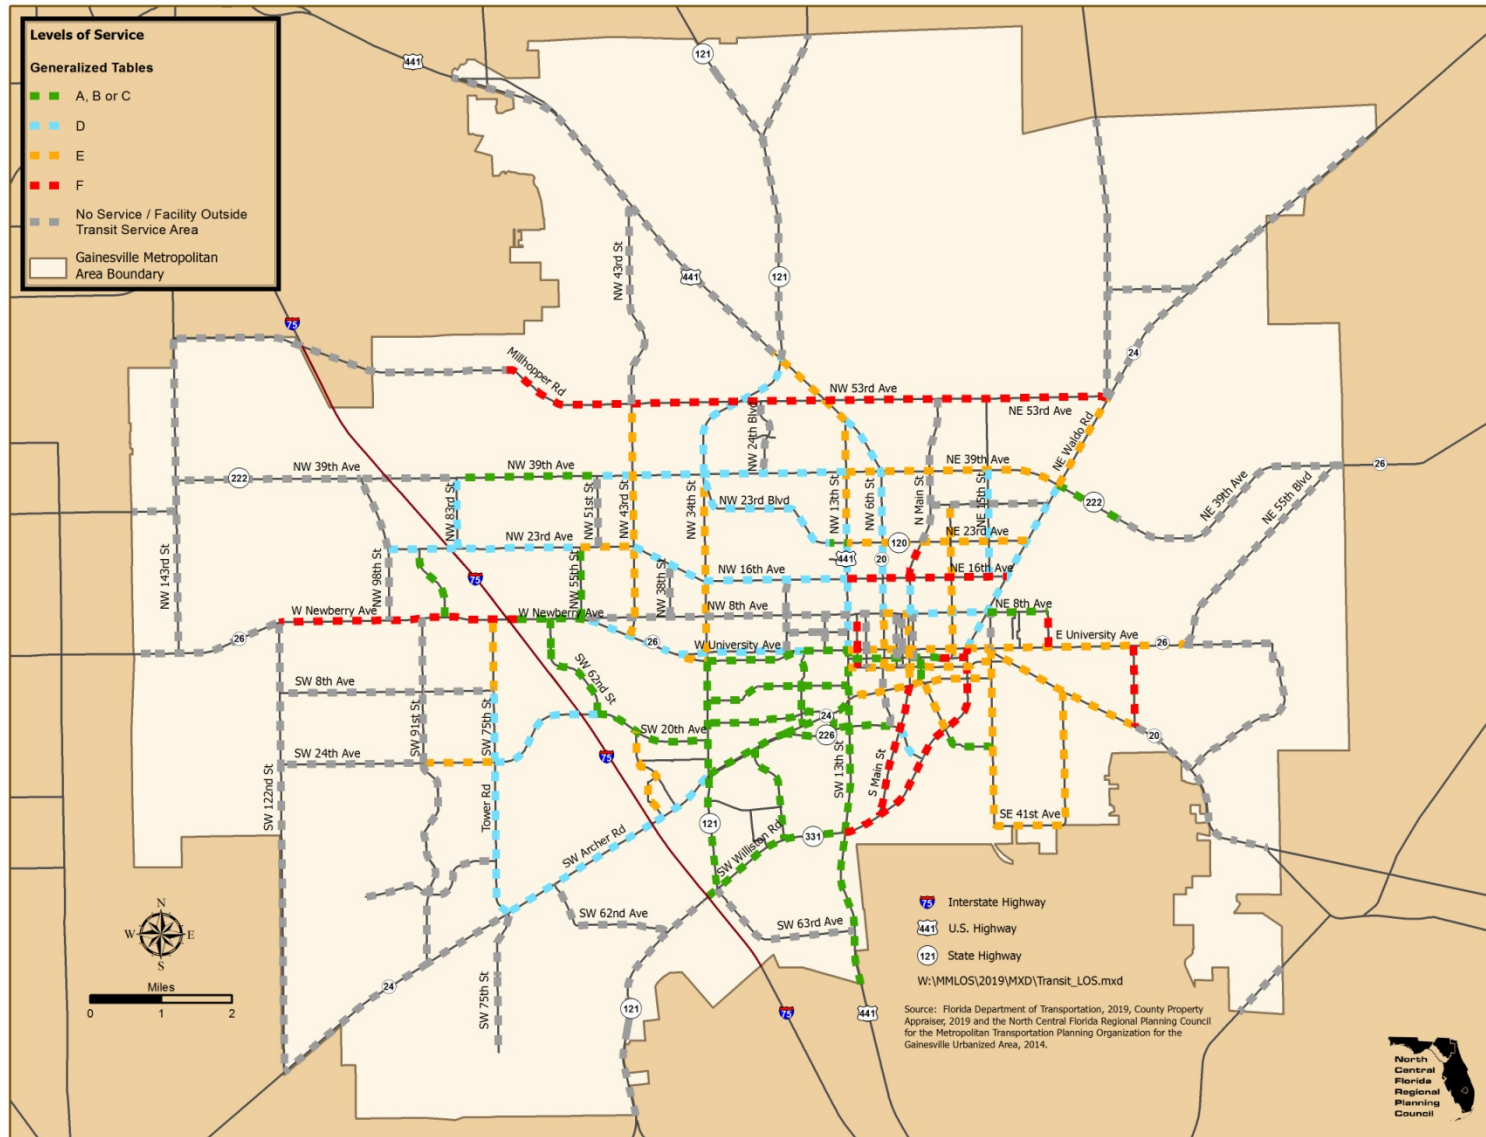 Levels of Service
Generalized Tables
A, B or C
D
E
F
No Service / Facility Outside
Transit Service Area
Gainesville Metropolitan
Area Boundary
441
121
NW 43rd St
441
121
75
24
Millhopper Rd
NW 53rd Ave
NE 53rd Ave
NW 24th Blvd
NE Waldo Rd
222
NW 39th Ave
NW 39th Ave
NE 39th Ave
26
NW 83rd St
NW 51st St
NW 43rd St
NW 34th St
NW 23rd Blvd
NW 13th St
NW 6th St
N Main St
NE 15th St
222
NE 39th Ave
NE 55th Blvd
NW 143rd St
NW 98th St
NW 23rd Ave
NW 55th St
NW 38th St
120
NE 23rd Ave
441
20
75
NW 16th Ave
NE 16th Ave
W Newberry Ave
W Newberry Ave
NW 8th Ave
NE 8th Ave
26
26
W University Ave
E University Ave
26
SW 8th Ave
SW 62nd St
SW 91st St
SW 75th St
24
SW 20th Ave
226
20
SW 24th Ave
75
SW 13th St
S Main St
SW 122nd St
Tower Rd
SW Archer Rd
121
SW Williston Rd
331
SE 41st Ave
SW 62nd Ave
SW 63rd Ave
24
SW 75th St
121
75
441
N
W
E
S
Miles
0
1
2
75
Interstate Highway
441
U.S. Highway
121
State Highway
W:\MMLOS\2019\MXD\Transit_LOS.mxd
Source: Florida Department of Transportation, 2019, County Property
Appraiser, 2019 and the North Central Florida Regional Planning Council
for the Metropolitan Transportation Planning Organization for the
Gainesville Urbanized Area, 2014.
North
Central
Florida
Regional
Planning
Council